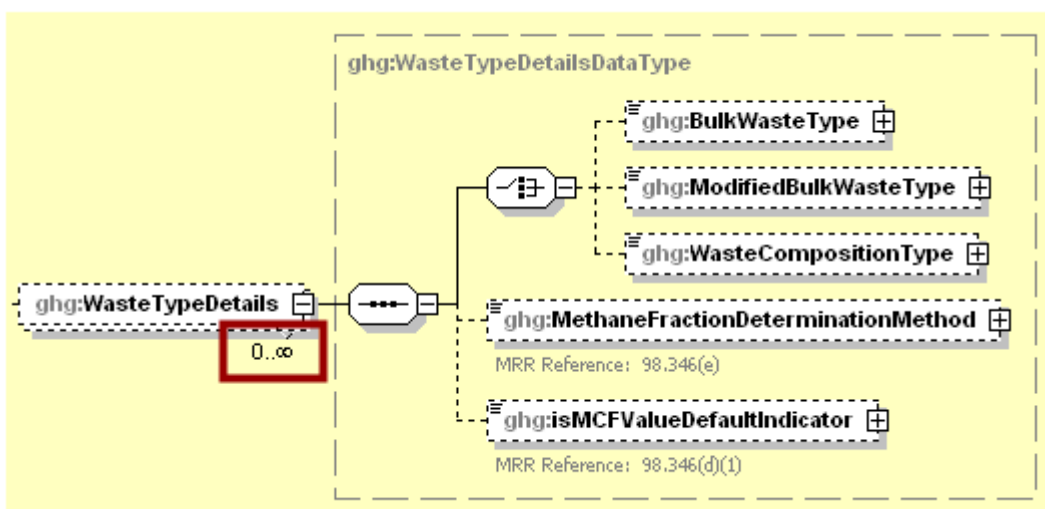 ghg:WasteTypeDetailsDataType
ghg:BulkWasteType
ghg:ModifiedBulkWasteType
ghg:WasteCompositionType
ghg:WasteTypeDetails
0..∞
ghg:MethaneFractionDeterminationMethod
MRR Reference: 98.346(e)
ghg:isMCFValueDefaultIndicator
MRR Reference: 98.346(d)(1)